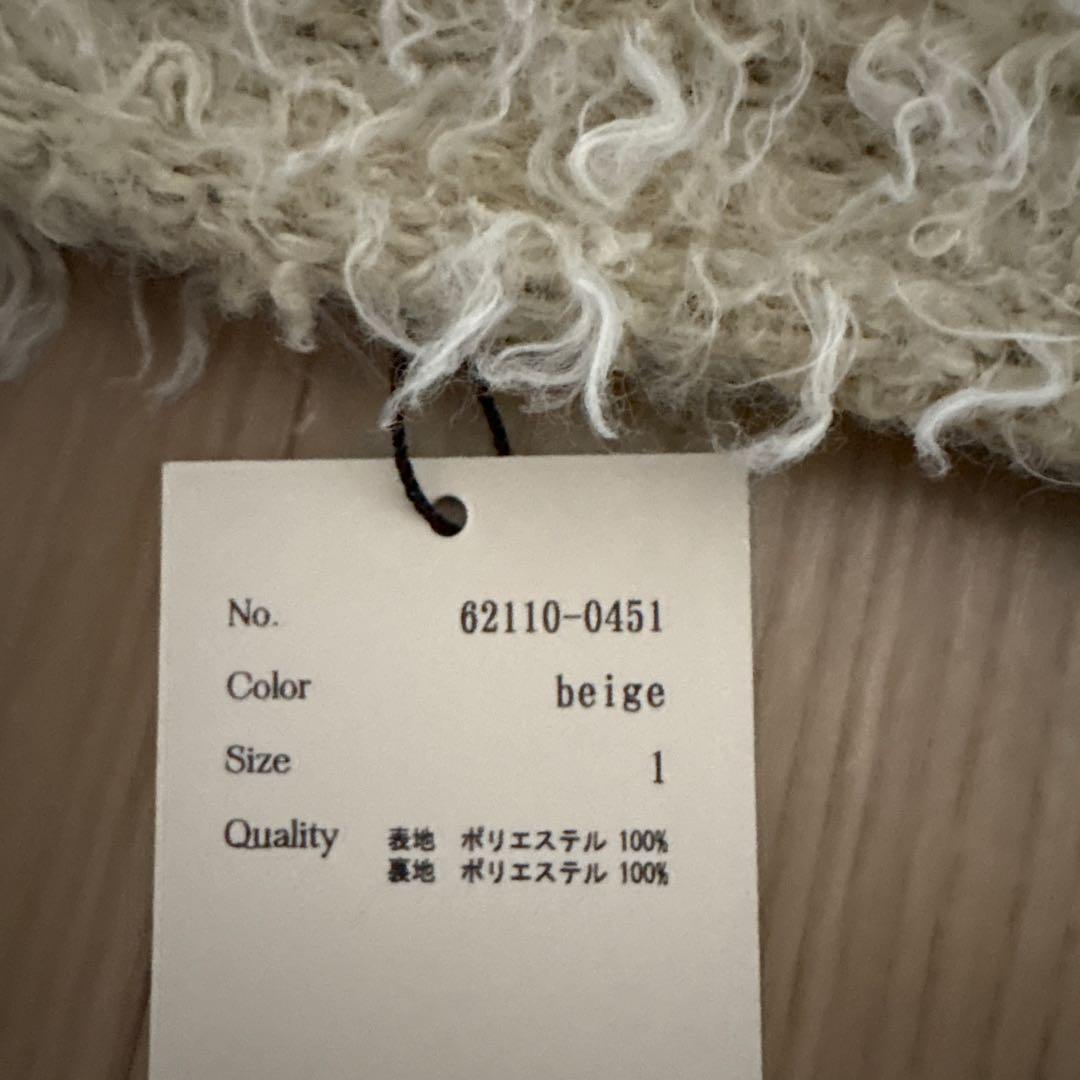 No. 62110-0451
Color beige
Size 1
Quality 表地 ポリエステル 100%
裏地 ポリエステル 100%